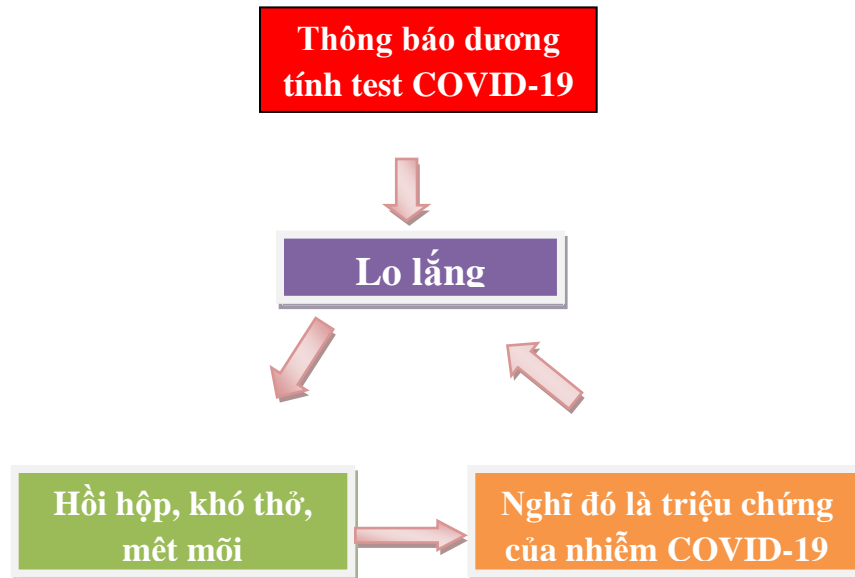 Thông báo dương
tính test COVID-19
Lo lắng
Hồi hộp, khó thở,
mêt mõi
Nghĩ đó là triệu chứng
của nhiễm COVID-19